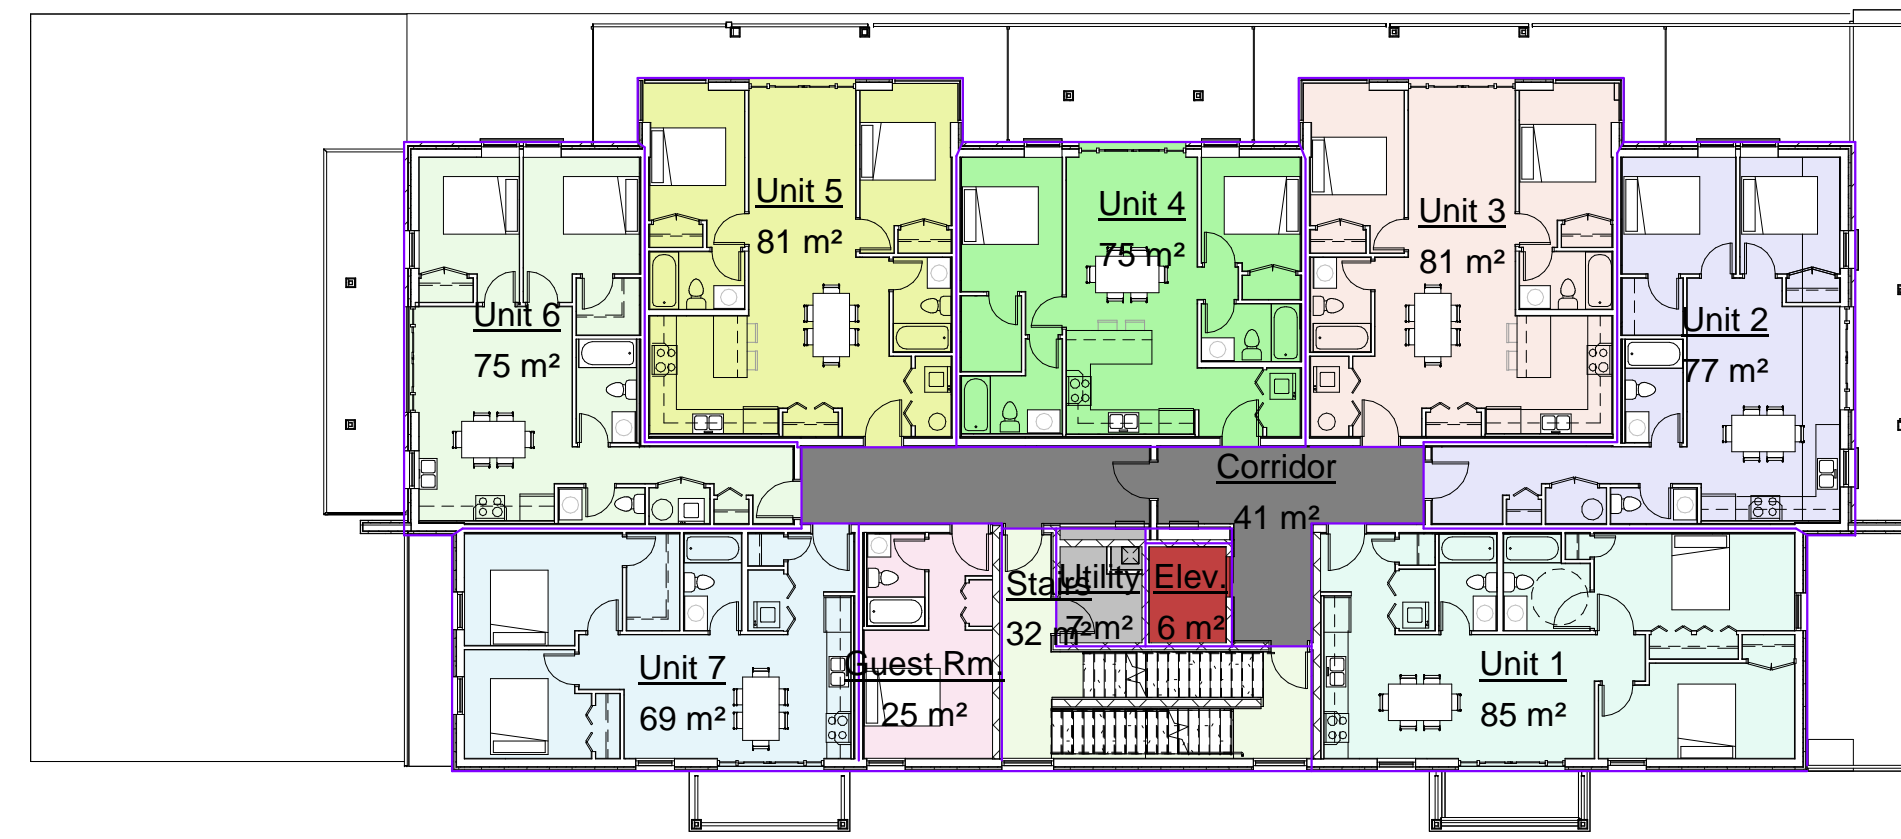 Unit 5
81 m²
Unit 4
75 m²
Unit 3
81 m²
Unit 6
75 m²
Unit 2
77 m²
Corridor
41 m²
Stairs
32 m²
Utility
7 m²
Elev.
6 m²
Unit 7
69 m²
Guest Rm.
25 m²
Unit 1
85 m²